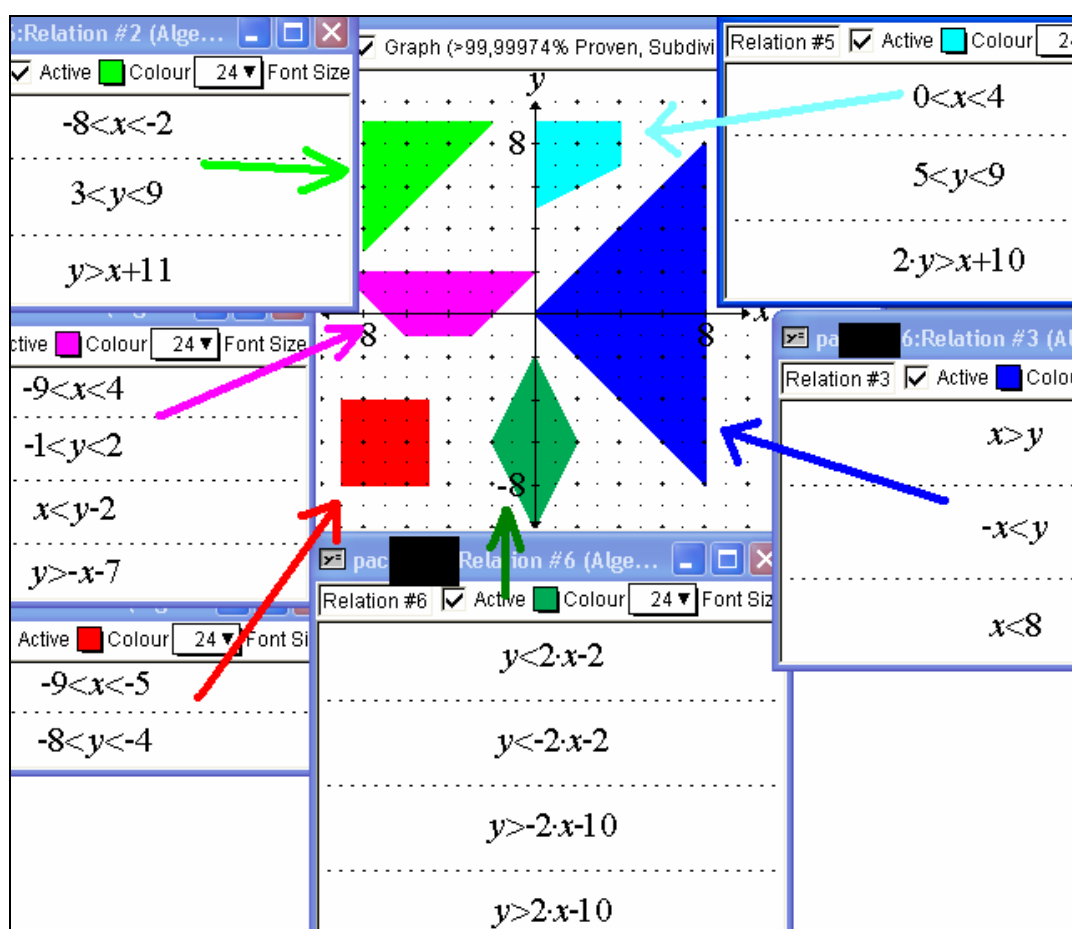 5:Relation #2 (Alge...
Active Colour 24 Font Size
-8<x<-2
3<y<9
y>x+11
Graph (>99,99974% Proven, Subdivi
y
8
x
8
8
-8
Relation #5 Active Colour 24
0<x<4
5<y<9
2·y>x+10
ctive Colour 24 Font Size
-9<x<4
-1<y<2
x<y-2
y>-x-7
pa 6:Relation #3 (Al
Relation #3 Active Colou
x>y
-x<y
x<8
Active Colour 24 Font Si
-9<x<-5
-8<y<-4
pac Relation #6 (Alge...
Relation #6 Active Colour 24 Font Siz
y<2·x-2
y<-2·x-2
y>-2·x-10
y>2·x-10